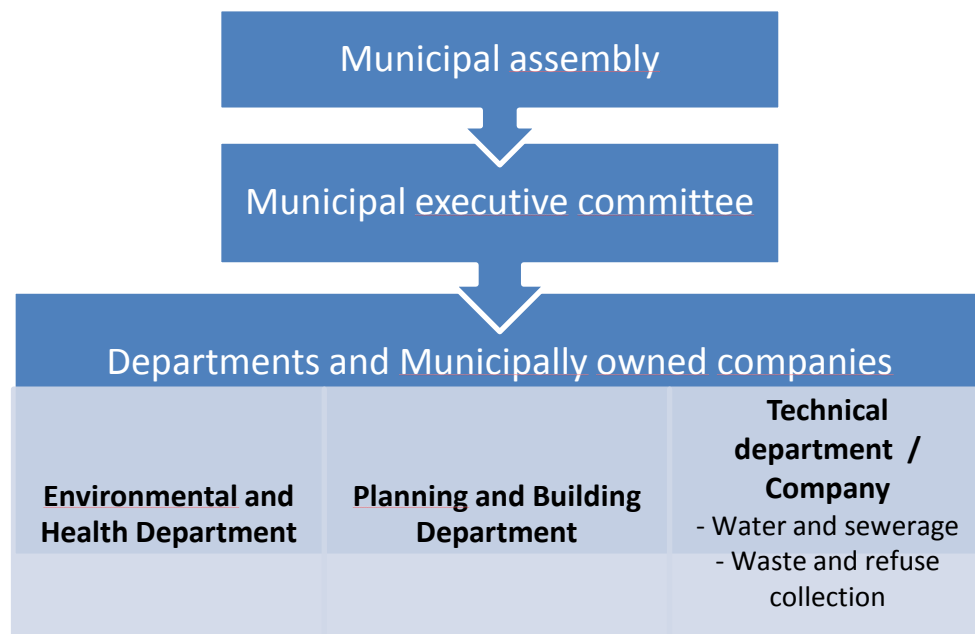 Municipal assembly
Municipal executive committee
Departments and Municipally owned companies
Environmental and
Health Department
Planning and Building
Department
Technical
department /
Company
- Water and sewerage
- Waste and refuse
collection